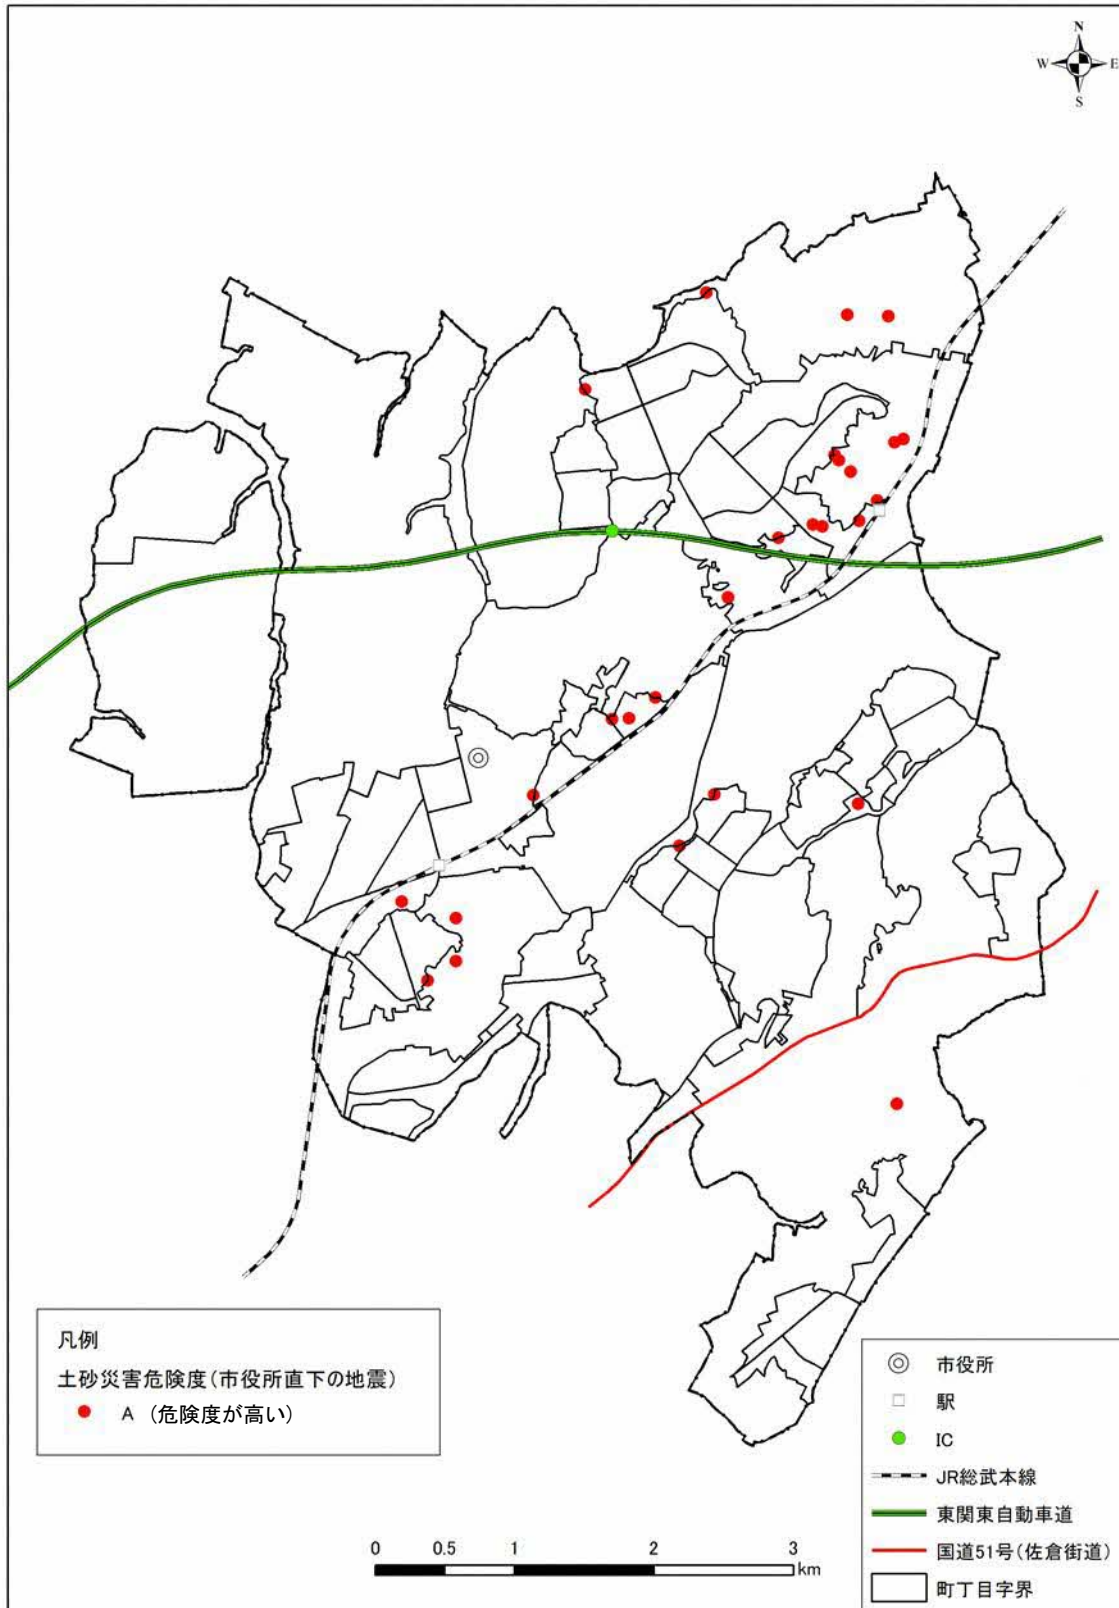 N
W E
S
凡例
土砂災害危険度(市役所直下の地震)
A (危険度が高い)
市役所
駅
IC
JR総武本線
東関東自動車道
国道51号(佐倉街道)
町丁目字界
0 0.5 1 2 3
km